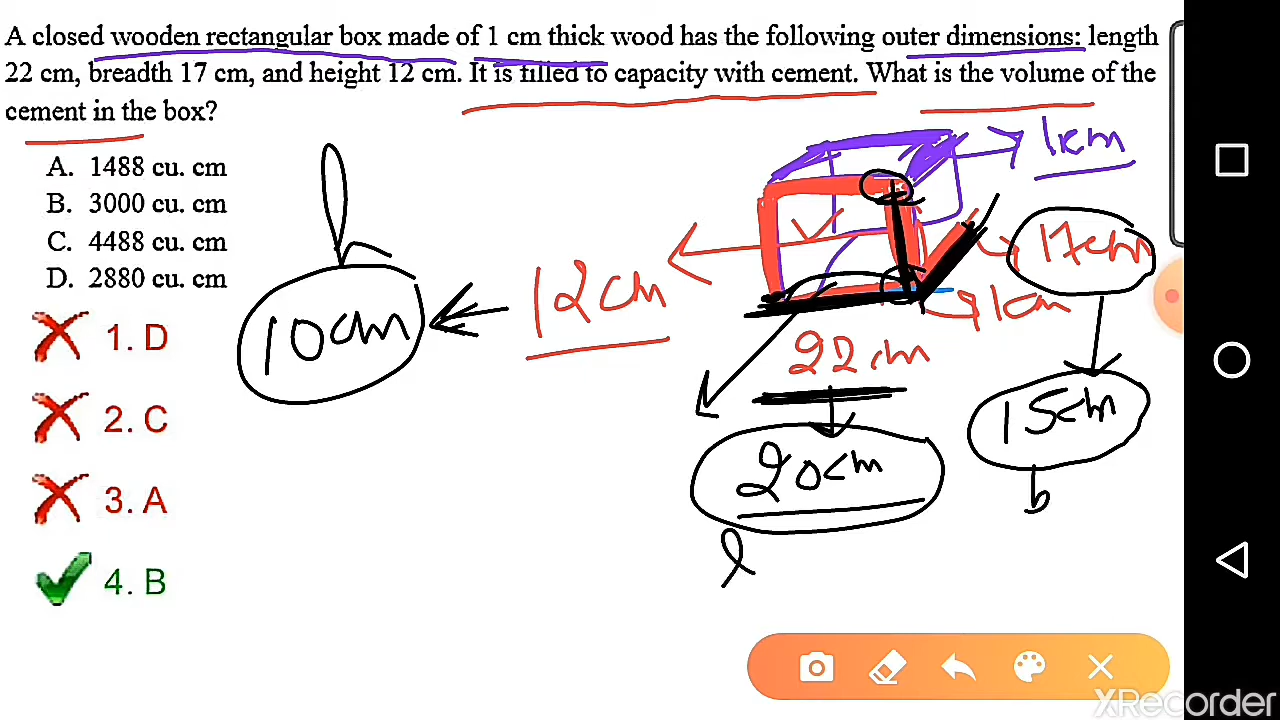 A closed wooden rectangular box made of 1 cm thick wood has the following outer dimensions: length
22 cm, breadth 17 cm, and height 12 cm. It is filled to capacity with cement. What is the volume of the
cement in the box?
A. 1488 cu. cm
B. 3000 cu. cm
C. 4488 cu. cm
D. 2880 cu. cm
1. D
2. C
3. A
4. B
1cm
17cm
12cm
1cm
10cm
h
22cm
15cm
20cm
b
l
XRecorder